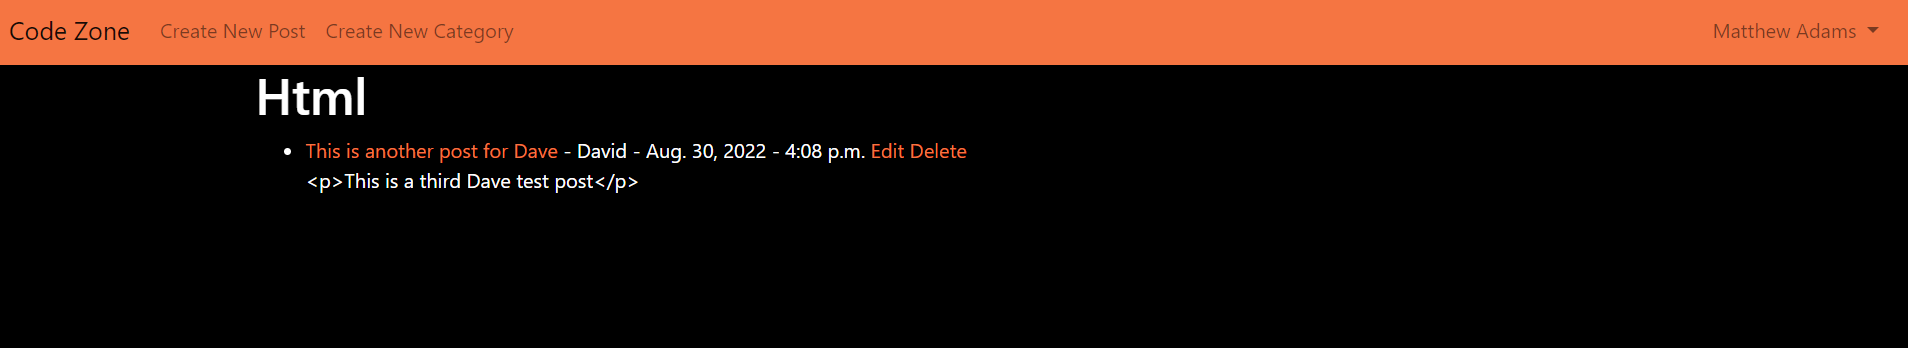 Code Zone Create New Post Create New Category Matthew Adams
Html
This is another post for Dave - David - Aug. 30, 2022 - 4:08 p.m. Edit Delete
<p>This is a third Dave test post</p>